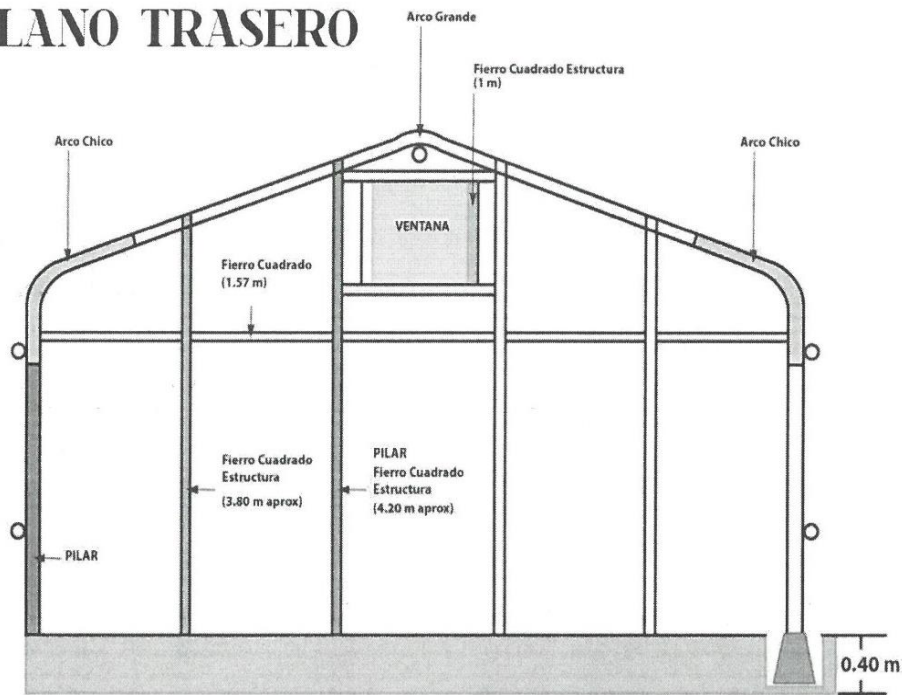 LANO TRASERO
Arco Grande
Fierro Cuadrado Estructura
(1 m)
Arco Chico
Arco Chico
VENTANA
Fierro Cuadrado
(1.57 m)
Fierro Cuadrado
Estructura
(3.80 m aprox)
PILAR
Fierro Cuadrado
Estructura
(4.20 m aprox)
PILAR
0.40 m